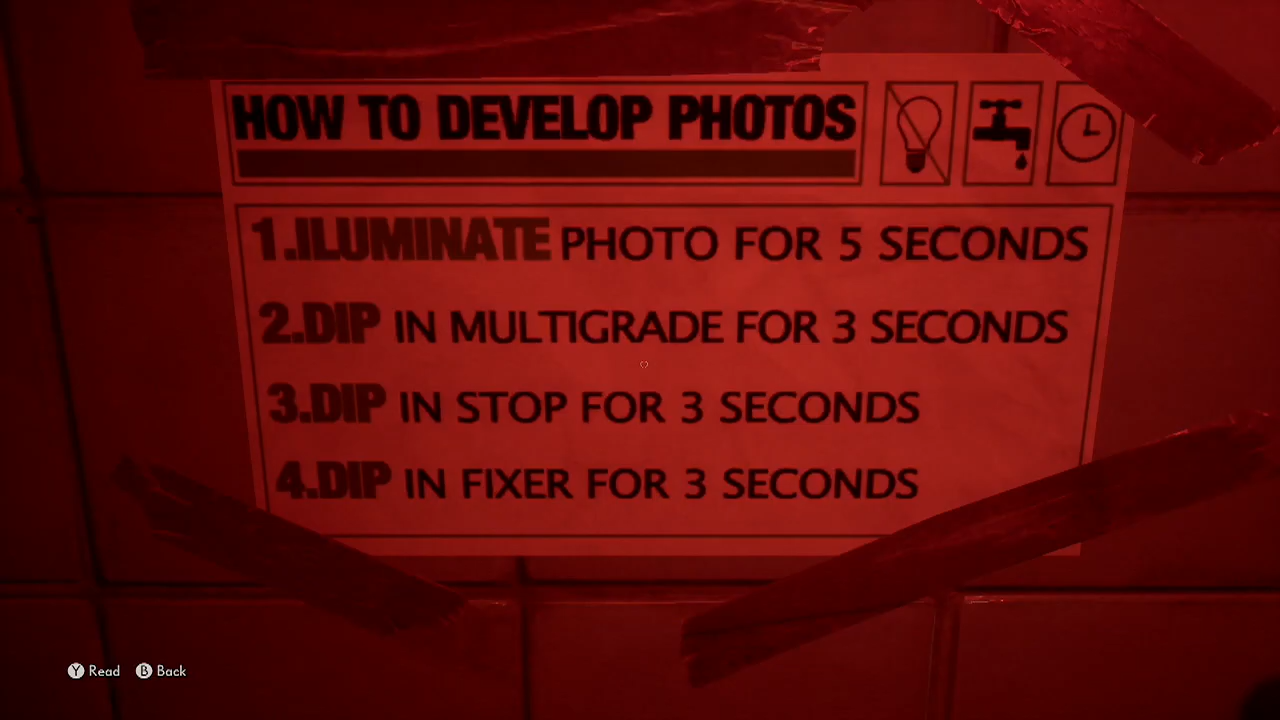 HOW TO DEVELOP PHOTOS
1.ILUMINATE PHOTO FOR 5 SECONDS
2.DIP IN MULTIGRADE FOR 3 SECONDS
3.DIP IN STOP FOR 3 SECONDS
4.DIP IN FIXER FOR 3 SECONDS
Y Read B Back